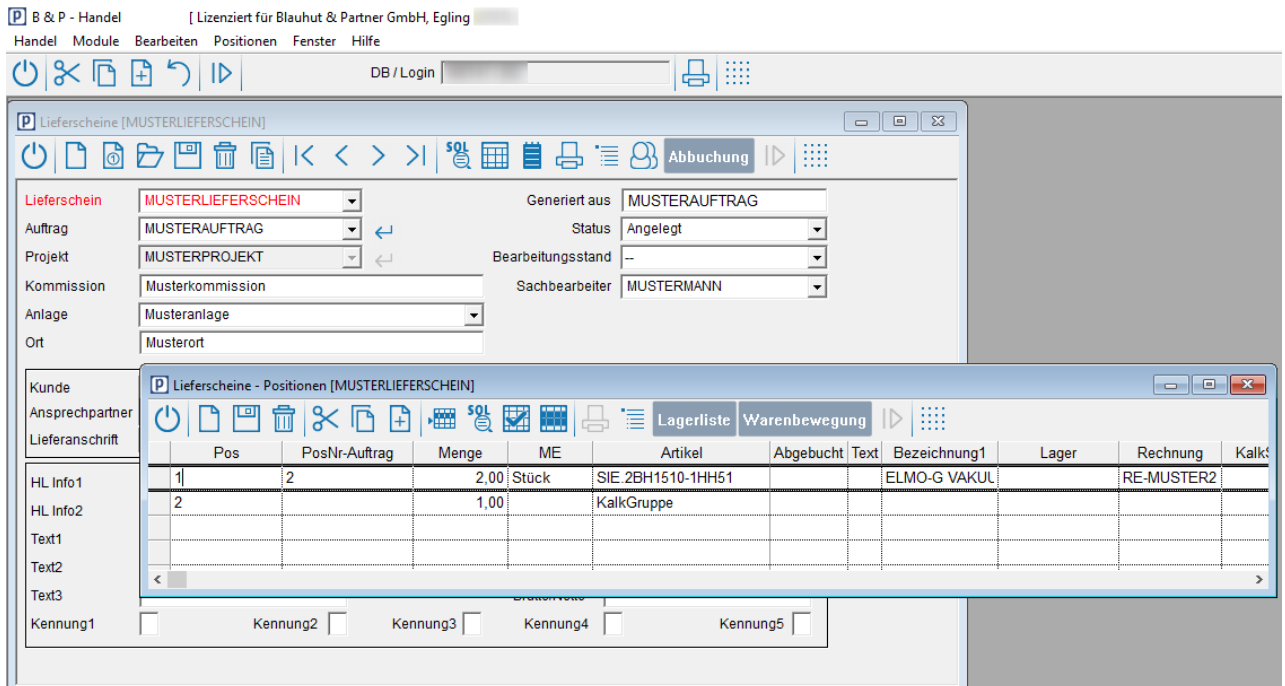 B & P - Handel [ Lizenziert für Blauhut & Partner GmbH, Egling
Handel Module Bearbeiten Positionen Fenster Hilfe
DB / Login
Lieferscheine [MUSTERLIEFERSCHEIN]
SQL Abbuchung
Lieferschein MUSTERLIEFERSCHEIN Generiert aus MUSTERAUFTRAG
Auftrag MUSTERAUFTRAG Status Angelegt
Projekt MUSTERPROJEKT Bearbeitungsstand --
Kommission Musterkommission Sachbearbeiter MUSTERMANN
Anlage Musteranlage
Ort Musterort
Kunde
Ansprechpartner
Lieferanschrift
HL Info1
HL Info2
Text1
Text2
Text3
Kennung1 Kennung2 Kennung3 Kennung4 Kennung5
Lieferscheine - Positionen [MUSTERLIEFERSCHEIN]
SQL Lagerliste Warenbewegung
Pos PosNr-Auftrag Menge ME Artikel Abgebucht Text Bezeichnung1 Lager Rechnung KalkS
1 2 2,00 Stück SIE.2BH1510-1HH51 ELMO-G VAKUU RE-MUSTER2
2 1,00 KalkGruppe